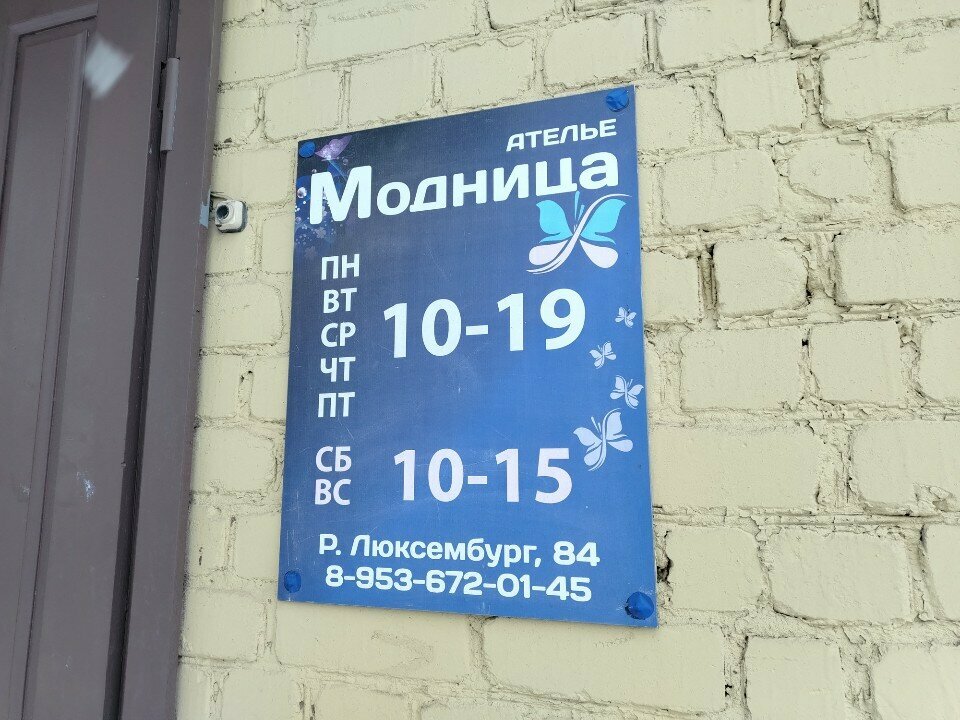 АТЕЛЬЕ
Модница
ПН
ВТ
СР
ЧТ
ПТ
10-19
СБ
ВС
10-15
Р. Люксембург, 84
8-953-672-01-45